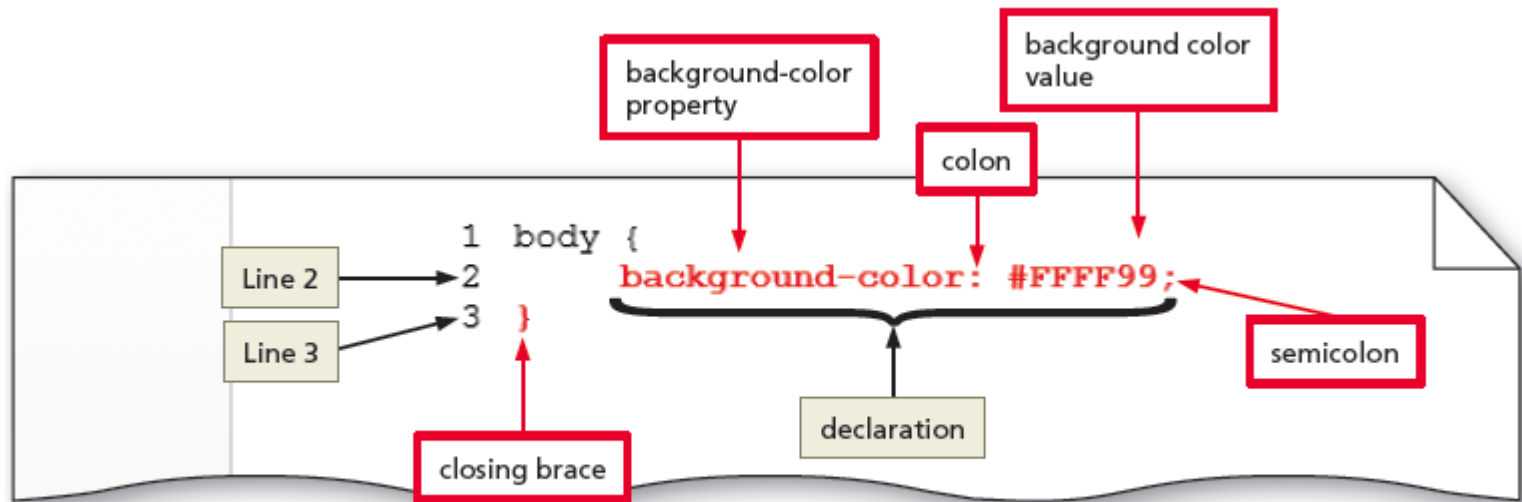 background color
value
background-color
property
colon
1 body {
Line 2
2 background-color: #FFFF99;
3 }
Line 3
semicolon
declaration
closing brace